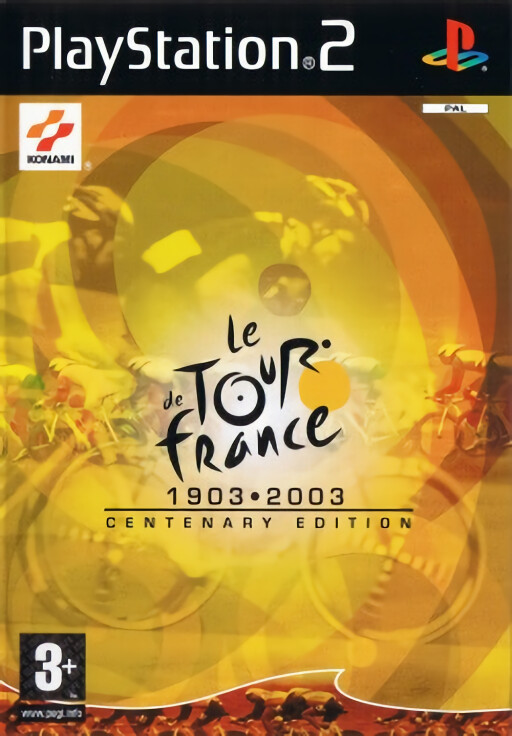 PlayStation®2
PAL
KONAMI
®
Le
TOUR
de
france
1903•2003
CENTENARY EDITION
3+
www.pegi.info